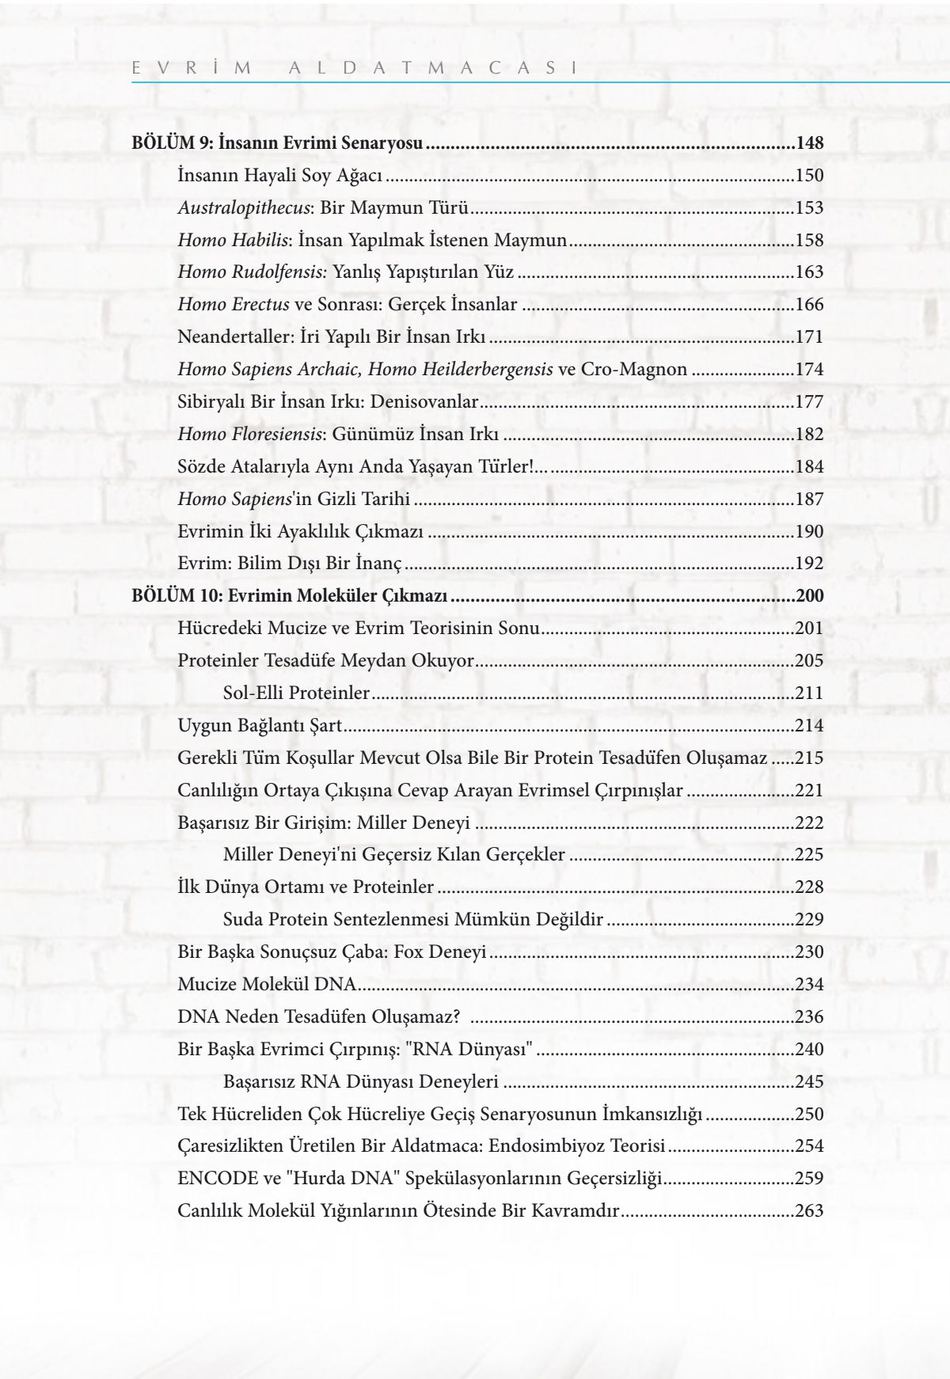 EVRİM ALDATMACASI
BÖLÜM 9: İnsanın Evrimi Senaryosu...148
İnsanın Hayali Soy Ağacı...150
Australopithecus: Bir Maymun Türü...153
Homo Habilis: İnsan Yapılmak İstenen Maymun...158
Homo Rudolfensis: Yanlış Yapıştırılan Yüz...163
Homo Erectus ve Sonrası: Gerçek İnsanlar...166
Neandertaller: İri Yapılı Bir İnsan Irkı...171
Homo Sapiens Archaic, Homo Heilderbergensis ve Cro-Magnon...174
Sibiryalı Bir İnsan Irkı: Denisovanlar...177
Homo Floresiensis: Günümüz İnsan Irkı...182
Sözde Atalarıyla Aynı Anda Yaşayan Türler!...184
Homo Sapiens'in Gizli Tarihi...187
Evrimin İki Ayaklılık Çıkmazı...190
Evrim: Bilim Dışı Bir İnanç...192
BÖLÜM 10: Evrimin Moleküler Çıkmazı...200
Hücredeki Mucize ve Evrim Teorisinin Sonu...201
Proteinler Tesadüfe Meydan Okuyor...205
Sol-Elli Proteinler...211
Uygun Bağlantı Şart...214
Gerekli Tüm Koşullar Mevcut Olsa Bile Bir Protein Tesadüfen Oluşamaz...215
Canlılığın Ortaya Çıkışına Cevap Arayan Evrimsel Çırpınışlar...221
Başarısız Bir Girişim: Miller Deneyi...222
Miller Deneyi'ni Geçersiz Kılan Gerçekler...225
İlk Dünya Ortamı ve Proteinler...228
Suda Protein Sentezlenmesi Mümkün Değildir...229
Bir Başka Sonuçsuz Çaba: Fox Deneyi...230
Mucize Molekül DNA...234
DNA Neden Tesadüfen Oluşamaz?...236
Bir Başka Evrimci Çırpınış: "RNA Dünyası"...240
Başarısız RNA Dünyası Deneyleri...245
Tek Hücreliden Çok Hücreliye Geçiş Senaryosunun İmkansızlığı...250
Çaresizlikten Üretilen Bir Aldatmaca: Endosimbiyoz Teorisi...254
ENCODE ve "Hurda DNA" Spekülasyonlarının Geçersizliği...259
Canlılık Molekül Yığınlarının Ötesinde Bir Kavramdır...263